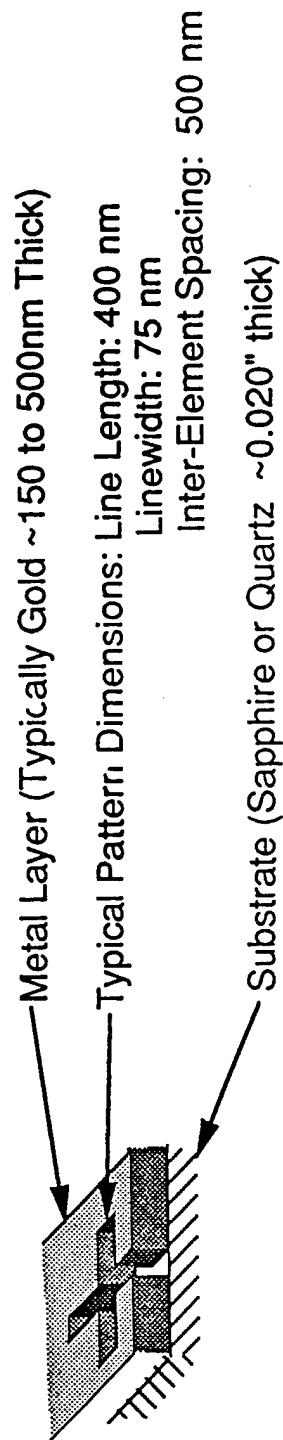 Metal Layer (Typically Gold ~150 to 500nm Thick)
Typical Pattern Dimensions: Line Length: 400 nm
Linewidth: 75 nm
Inter-Element Spacing: 500 nm
Substrate (Sapphire or Quartz ~0.020" thick)